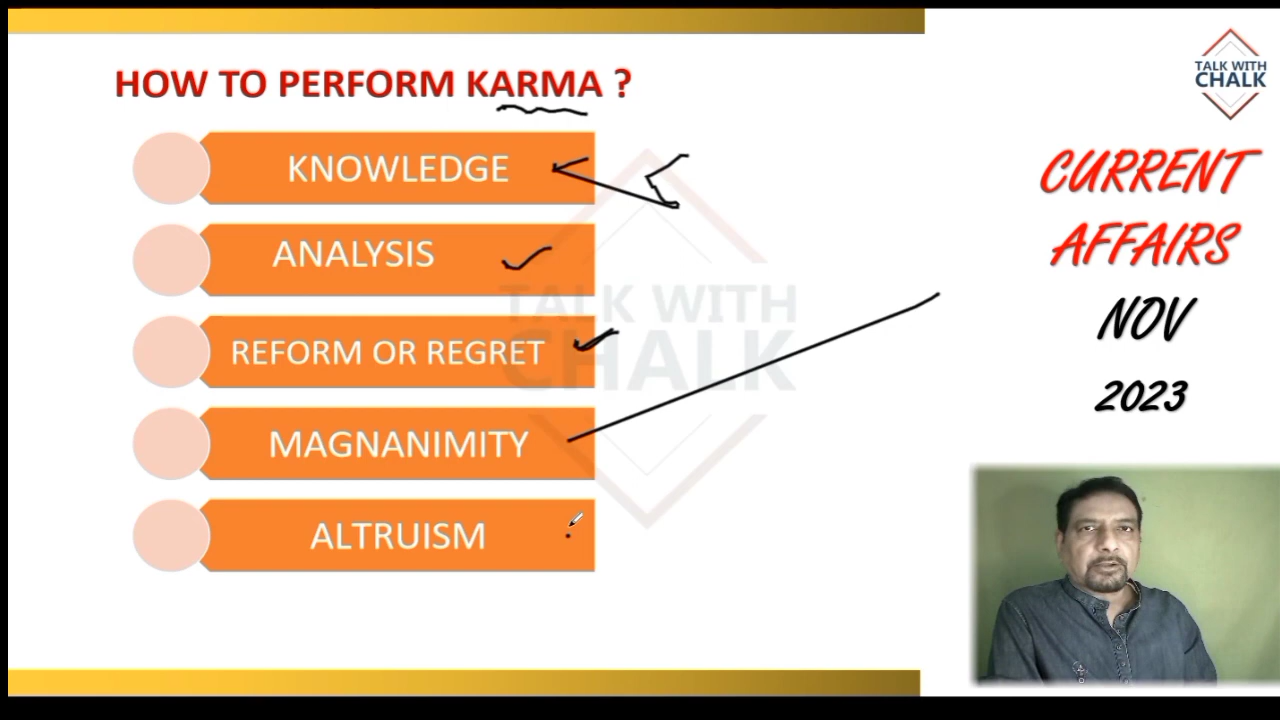 HOW TO PERFORM KARMA ?
KNOWLEDGE
ANALYSIS
REFORM OR REGRET
MAGNANIMITY
ALTRUISM
TALK WITH
CHALK
TALK WITH
CHALK
CURRENT
AFFAIRS
NOV
2023